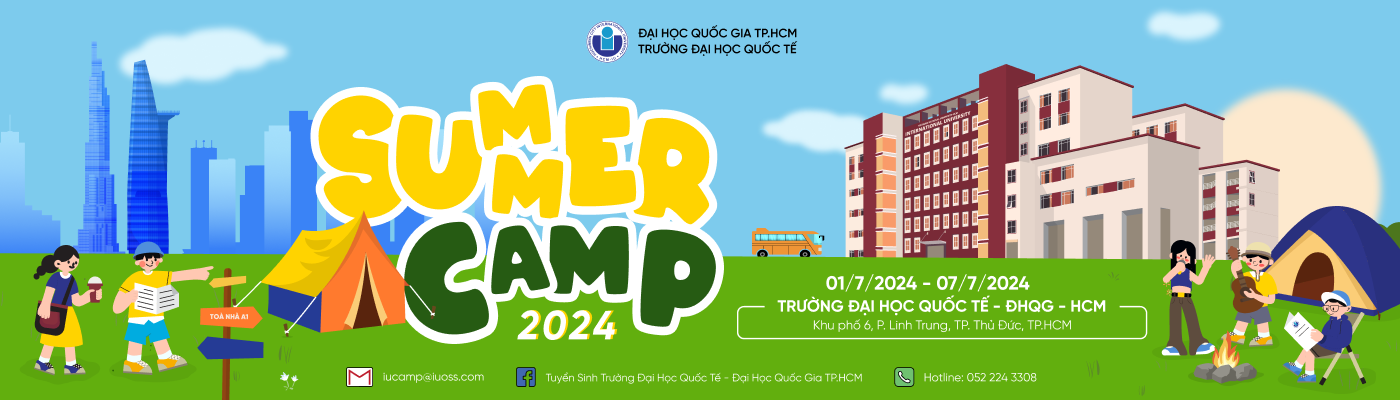 ĐẠI HỌC QUỐC GIA TP.HCM
TRƯỜNG ĐẠI HỌC QUỐC TẾ
SUMMER
CAMP
2024
INTERNATIONAL UNIVERSITY
TOÀ NHÀ A1
01/7/2024 - 07/7/2024
TRƯỜNG ĐẠI HỌC QUỐC TẾ - ĐHQG - HCM
Khu phố 6, P. Linh Trung, TP. Thủ Đức, TP.HCM
iucamp@iuoss.com
Tuyển Sinh Trường Đại Học Quốc Tế - Đại Học Quốc Gia TP.HCM
Hotline: 052 224 3308